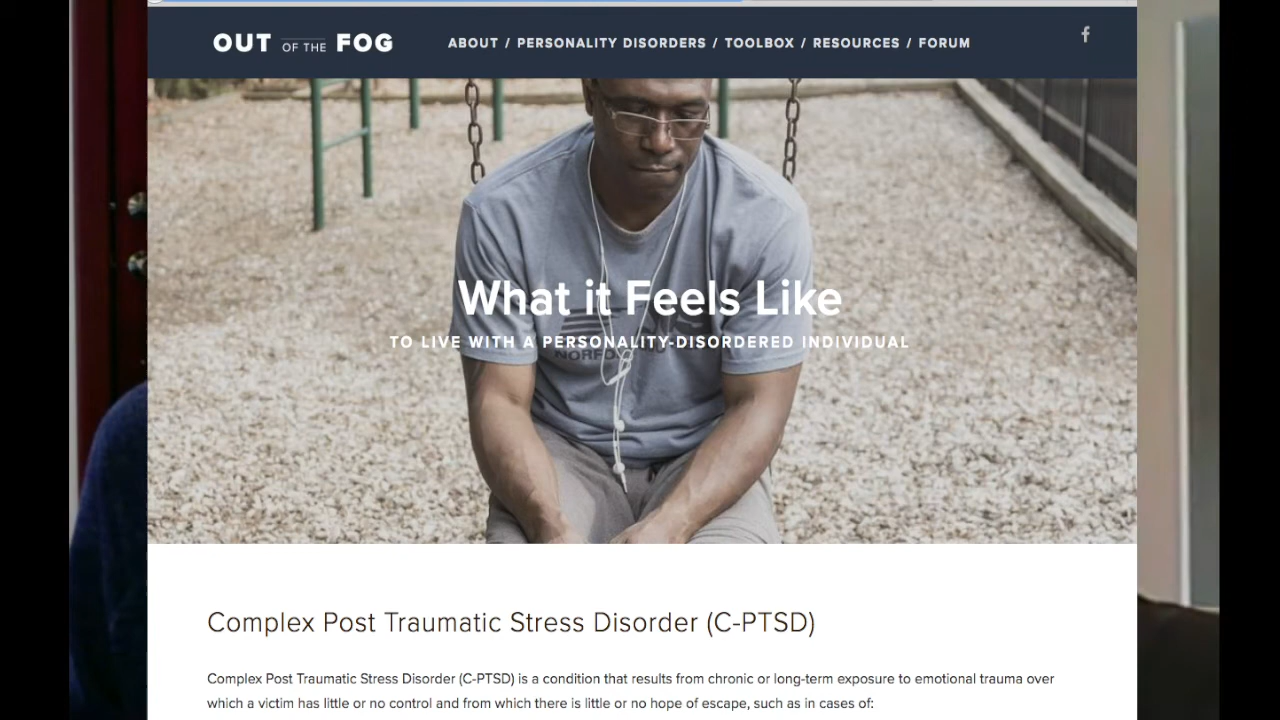 OUT OF THE FOG
ABOUT / PERSONALITY DISORDERS / TOOLBOX / RESOURCES / FORUM
f
What it Feels Like
TO LIVE WITH A PERSONALITY-DISORDERED INDIVIDUAL
Complex Post Traumatic Stress Disorder (C-PTSD)
Complex Post Traumatic Stress Disorder (C-PTSD) is a condition that results from chronic or long-term exposure to emotional trauma over
which a victim has little or no control and from which there is little or no hope of escape, such as in cases of: